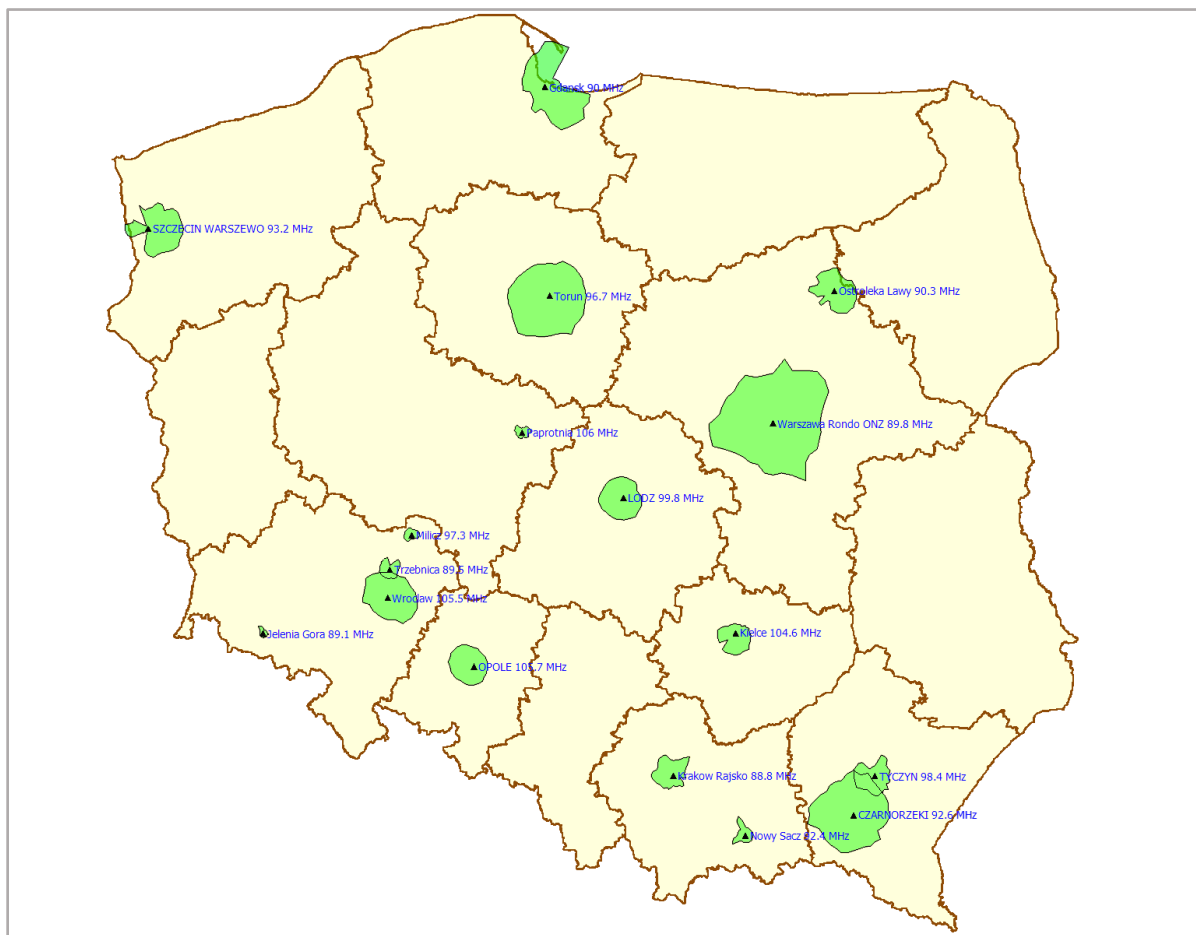 Gdansk 90 MHz
SZCZECIN WARSZEWO 93.2 MHz
Ostroleka Lawy 90.3 MHz
Torun 96.7 MHz
Warszawa Rondo ONZ 89.8 MHz
Paprotnia 106 MHz
LODZ 99.8 MHz
Milicz 97.3 MHz
Trzebnica 89.6 MHz
Wroclaw 105.5 MHz
Jelenia Gora 89.1 MHz
Kielce 104.6 MHz
OPOLE 105.7 MHz
Krakow Rajsko 88.8 MHz
TYCZYN 98.4 MHz
CZARNORZEKI 92.6 MHz
Nowy Sacz 92.4 MHz